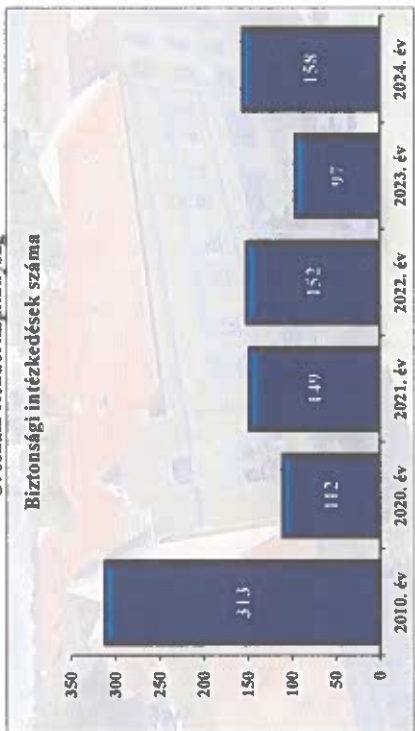 Biztonsági intézkedések száma
350
300
250
200
150
100
50
0
313
112
149
152
97
158
2010. év
2020. év
2021. év
2022. év
2023. év
2024. év